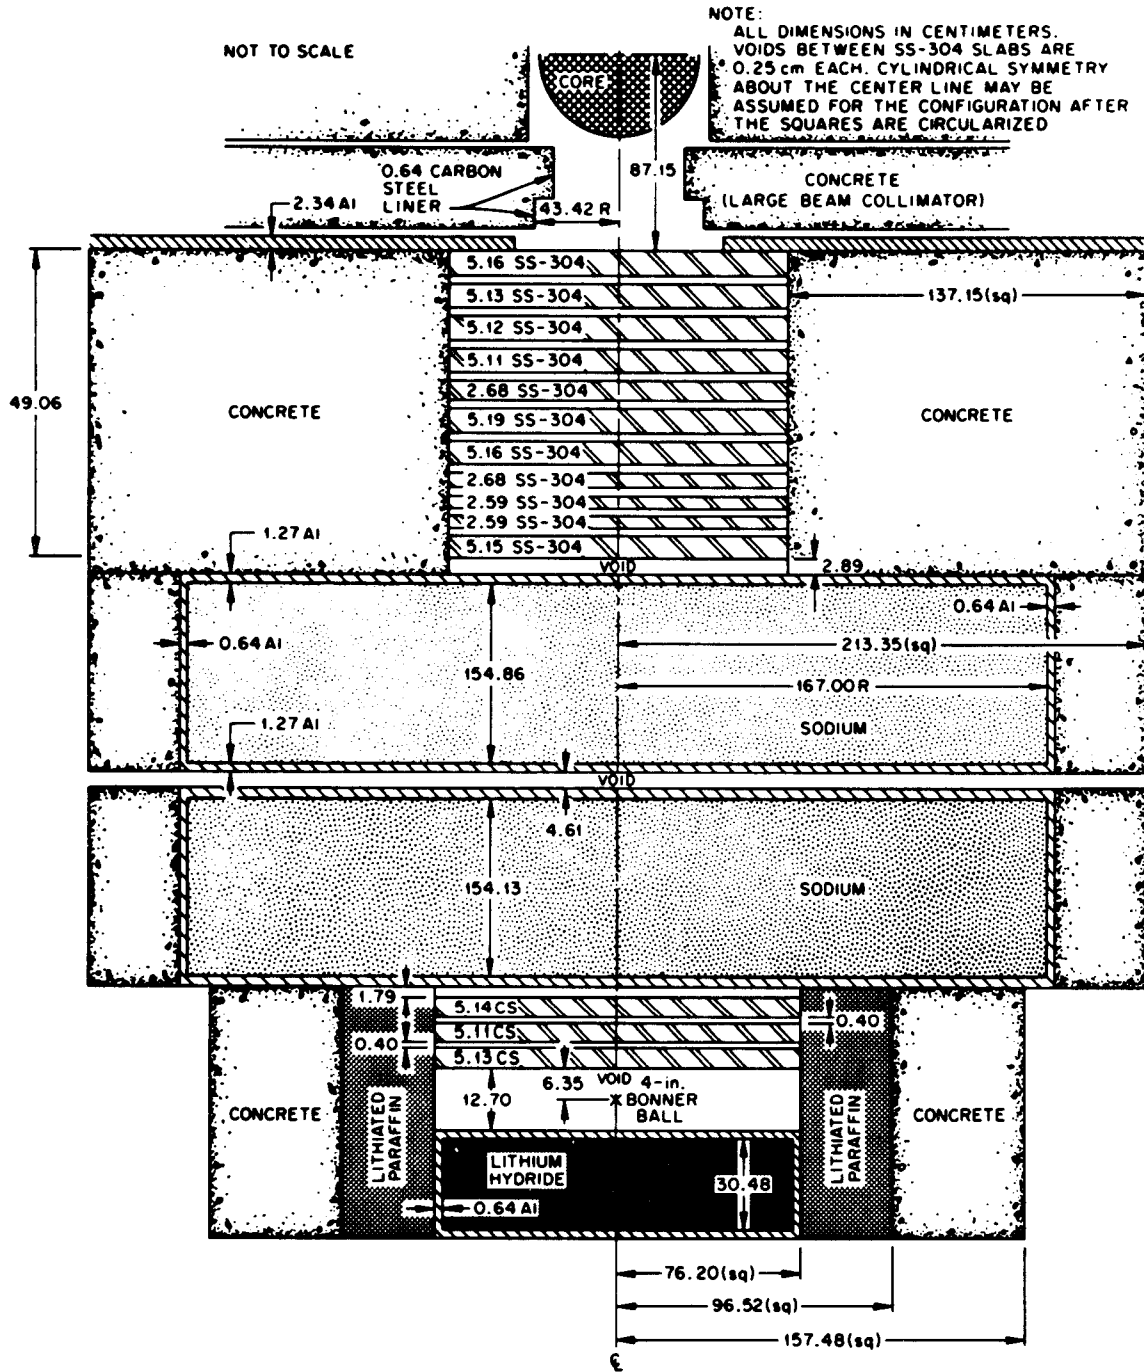 NOTE:
ALL DIMENSIONS IN CENTIMETERS.
VOIDS BETWEEN SS-304 SLABS ARE
0.25 cm EACH. CYLINDRICAL SYMMETRY
ABOUT THE CENTER LINE MAY BE
ASSUMED FOR THE CONFIGURATION AFTER
THE SQUARES ARE CIRCULARIZED
NOT TO SCALE
CORE
87.15
0.64 CARBON
STEEL
LINER
CONCRETE
(LARGE BEAM COLLIMATOR)
2.34 Al
43.42 R
5.16 SS-304
5.13 SS-304
137.15(sq)
5.12 SS-304
5.11 SS-304
2.68 SS-304
49.06
CONCRETE
5.19 SS-304
CONCRETE
5.16 SS-304
2.68 SS-304
2.59 SS-304
2.59 SS-304
1.27 Al
5.15 SS-304
VOID
2.89
0.64 Al
0.64 Al
213.35(sq)
154.86
167.00 R
1.27 Al
SODIUM
VOID
4.61
154.13
SODIUM
1.79
5.14 CS
0.40
5.11 CS
0.40
5.13 CS
6.35
VOID
4-in.
BONNER
BALL
12.70
CONCRETE
LITHIATED
PARAFFIN
LITHIATED
PARAFFIN
CONCRETE
LITHIUM
HYDRIDE
30.48
0.64 Al
76.20(sq)
96.52(sq)
157.48(sq)
℄